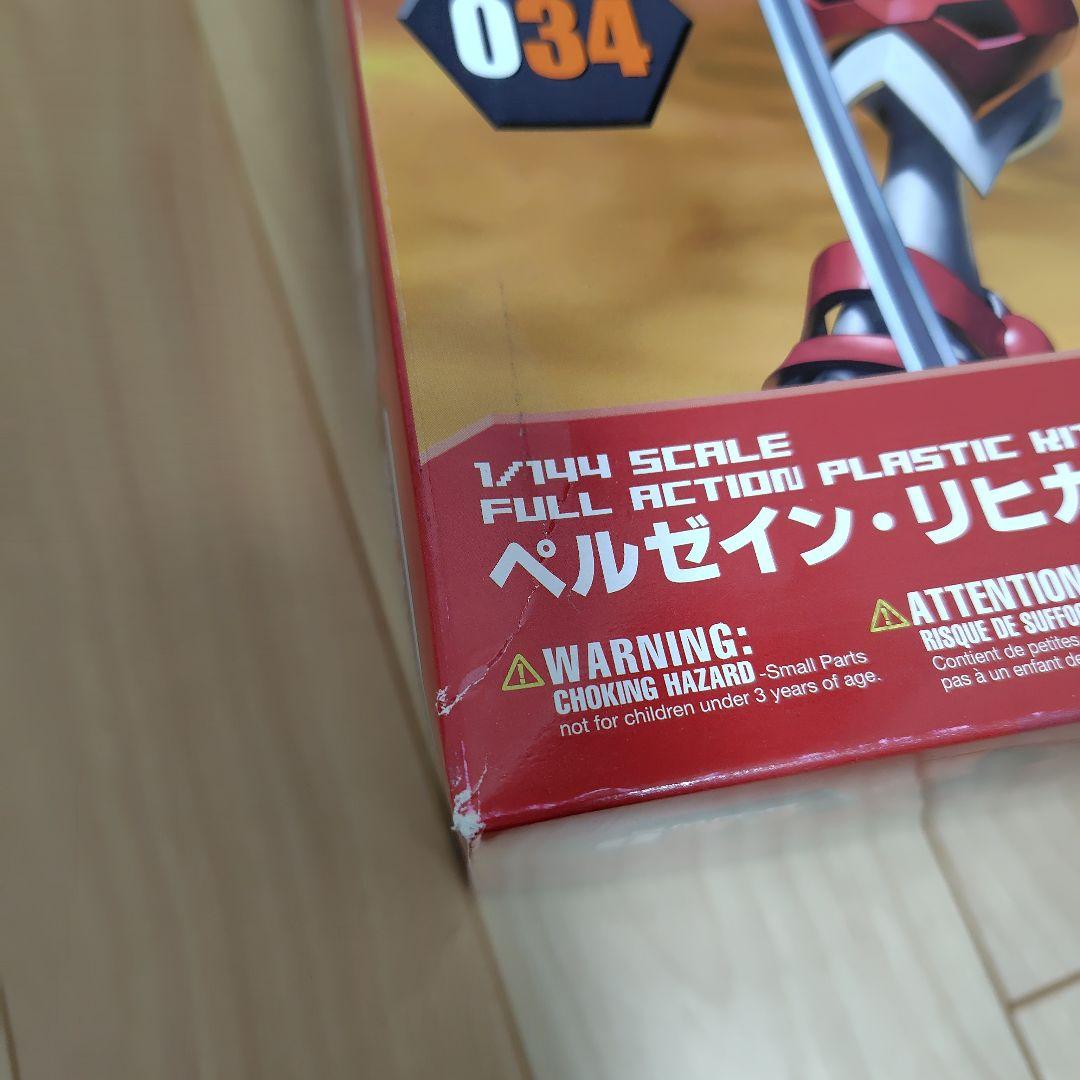 034
1/144 SCALE
FULL ACTION PLASTIC KIT
ペルゼイン・リヒカ
WARNING:
CHOKING HAZARD -Small Parts
not for children under 3 years of age.
ATTENTION
RISQUE DE SUFFOC
Contient de petites
pas à un enfant de